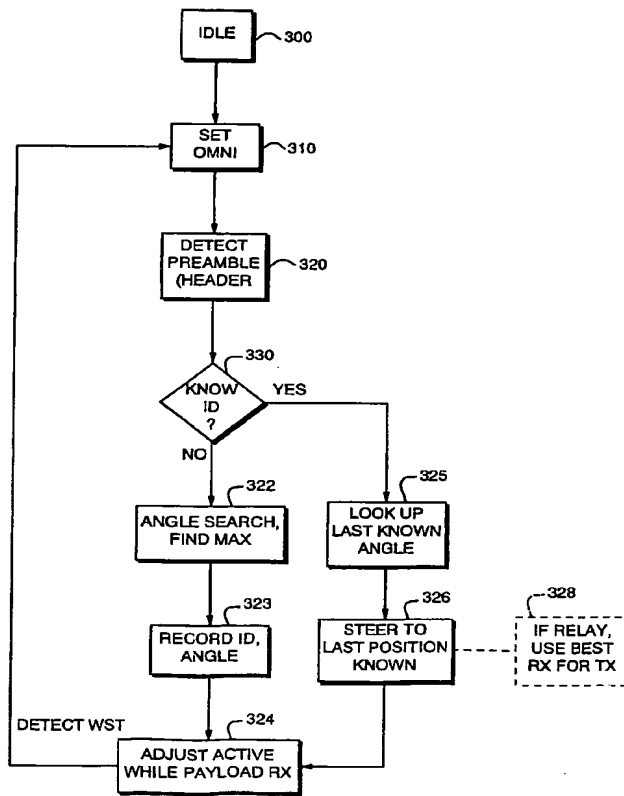 IDLE
300
SET
OMNI
310
DETECT
PREAMBLE
(HEADER
320
330
KNOW
ID
?
YES
NO
322
ANGLE SEARCH,
FIND MAX
325
LOOK UP
LAST KNOWN
ANGLE
323
RECORD ID,
ANGLE
326
STEER TO
LAST POSITION
KNOWN
328
IF RELAY,
USE BEST
RX FOR TX
DETECT WST
324
ADJUST ACTIVE
WHILE PAYLOAD RX